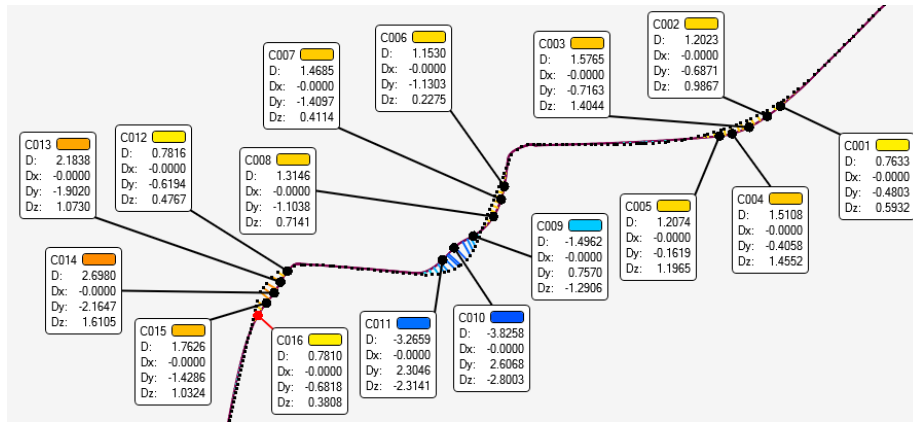 C002
D: 1.2023
Dx: -0.0000
Dy: -0.6871
Dz: 0.9867
C006
D: 1.1530
Dx: -0.0000
Dy: -1.1303
Dz: 0.2275
C003
D: 1.5765
Dx: -0.0000
Dy: -0.7163
Dz: 1.4044
C007
D: 1.4685
Dx: -0.0000
Dy: -1.4097
Dz: 0.4114
C012
D: 0.7816
Dx: -0.0000
Dy: -0.6194
Dz: 0.4767
C013
D: 2.1838
Dx: -0.0000
Dy: -1.9020
Dz: 1.0730
C001
D: 0.7633
Dx: -0.0000
Dy: -0.4803
Dz: 0.5932
C008
D: 1.3146
Dx: -0.0000
Dy: -1.1038
Dz: 0.7141
C004
D: 1.5108
Dx: -0.0000
Dy: -0.4058
Dz: 1.4552
C005
D: 1.2074
Dx: -0.0000
Dy: -0.1619
Dz: 1.1965
C009
D: -1.4962
Dx: -0.0000
Dy: 0.7570
Dz: -1.2906
C014
D: 2.6980
Dx: -0.0000
Dy: -2.1647
Dz: 1.6105
C010
D: -3.8258
Dx: -0.0000
Dy: 2.6068
Dz: -2.8003
C011
D: -3.2659
Dx: -0.0000
Dy: 2.3046
Dz: -2.3141
C015
D: 1.7626
Dx: -0.0000
Dy: -1.4286
Dz: 1.0324
C016
D: 0.7810
Dx: -0.0000
Dy: -0.6818
Dz: 0.3808